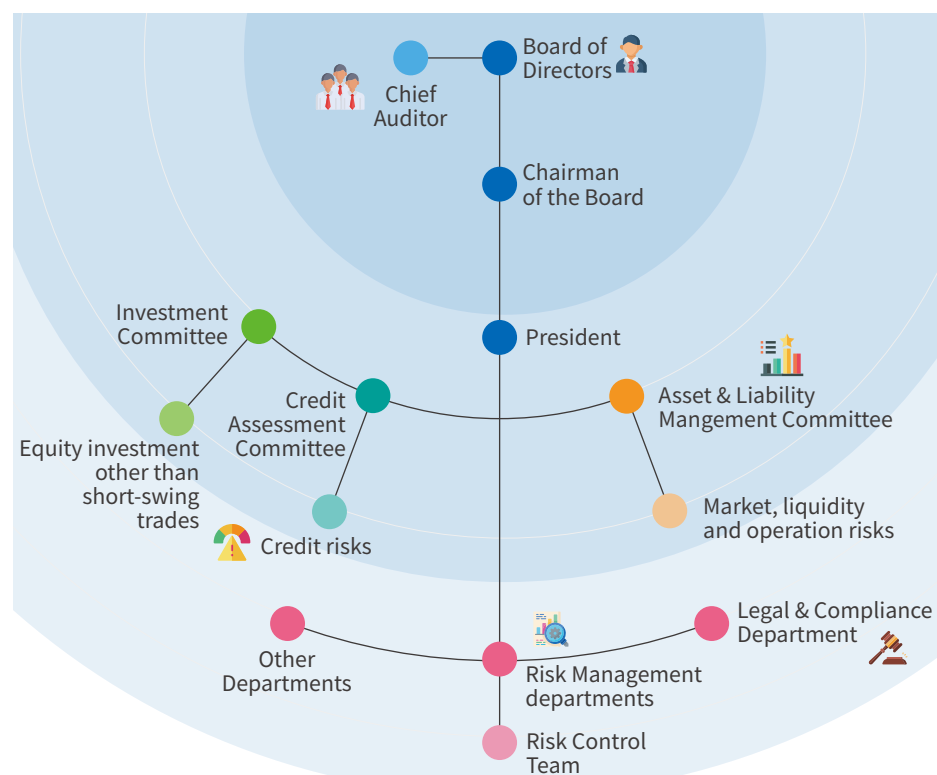 Board of
Directors
Chief
Auditor
Chairman
of the Board
Investment
Committee
President
Credit
Assessment
Committee
Asset & Liability
Mangement Committee
Equity investment
other than
short-swing
trades
Credit risks
Market, liquidity
and operation risks
Other
Departments
Risk Management
departments
Legal & Compliance
Department
Risk Control
Team